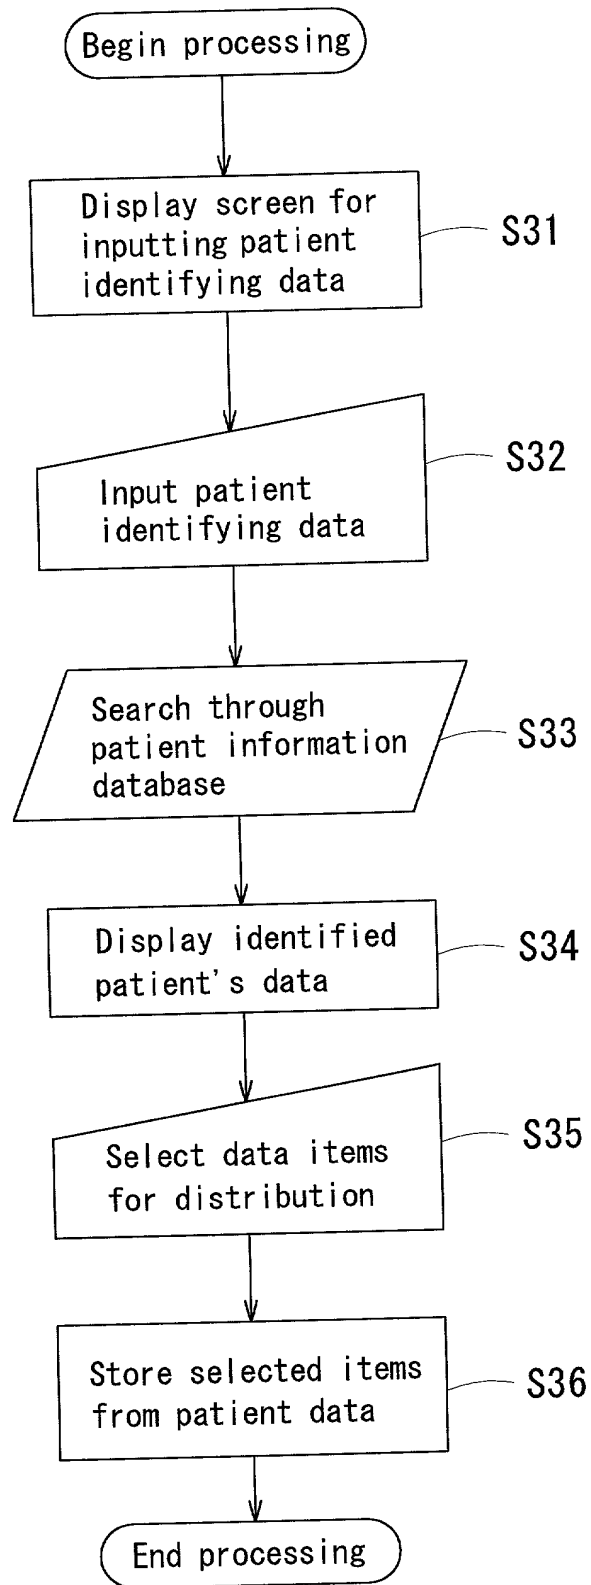 Begin processing
Display screen for
inputting patient
identifying data
S31
Input patient
identifying data
S32
Search through
patient information
database
S33
Display identified
patient's data
S34
Select data items
for distribution
S35
Store selected items
from patient data
S36
End processing